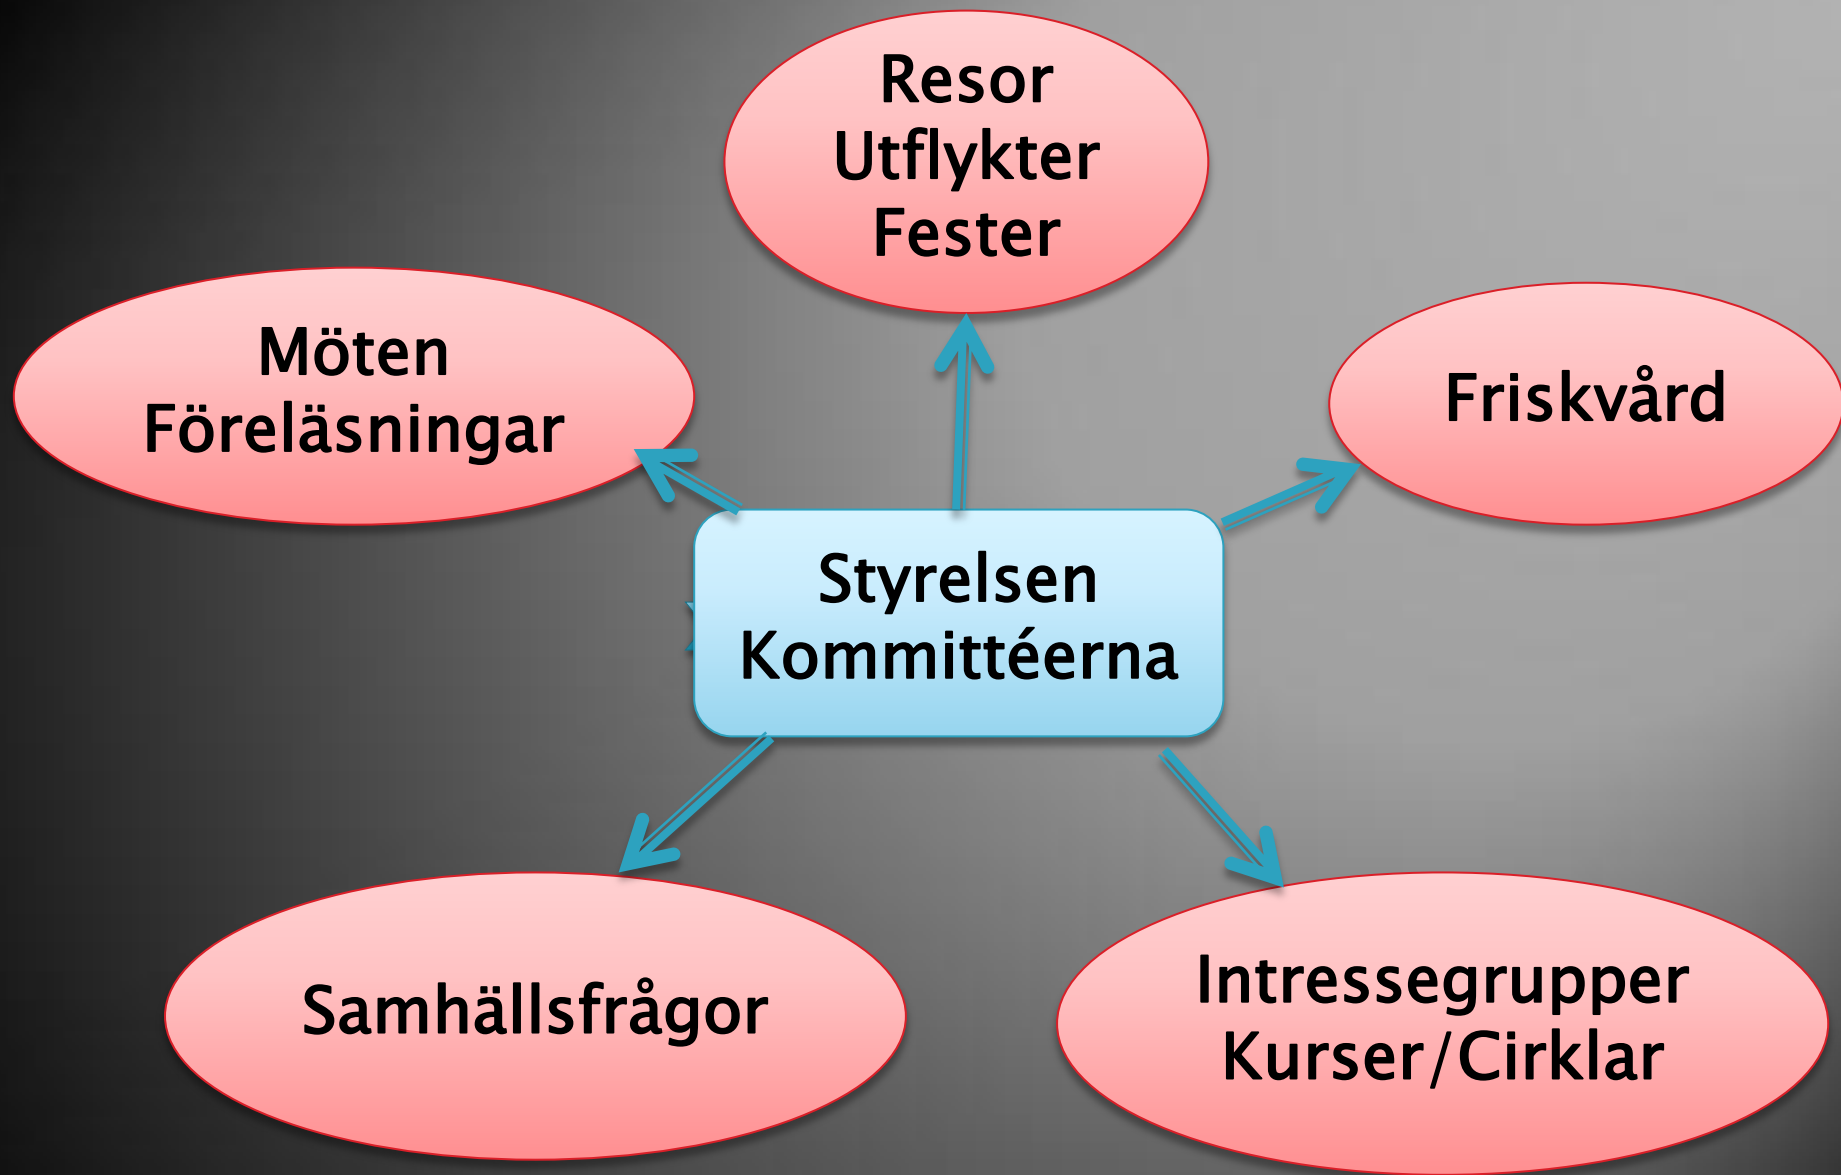 Resor
Utflykter
Fester
Möten
Föreläsningar
Friskvård
Styrelsen
Kommittéerna
Samhällsfrågor
Intressegrupper
Kurser/Cirklar